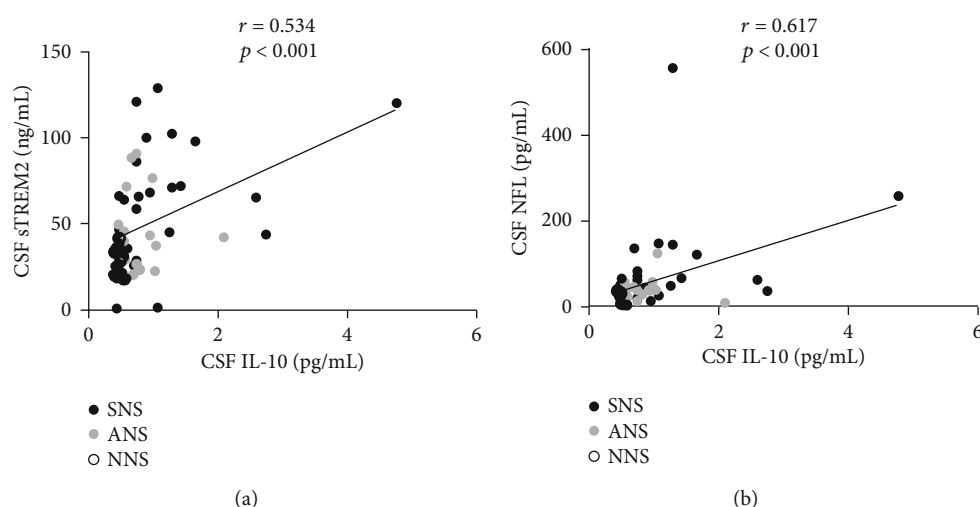 r = 0.534
p < 0.001
150
100
50
0
CSF sTREM2 (ng/mL)
0 2 4 6
CSF IL-10 (pg/mL)
SNS
ANS
NNS
(a)
r = 0.617
p < 0.001
600
400
200
0
CSF NFL (pg/mL)
0 2 4 6
CSF IL-10 (pg/mL)
SNS
ANS
NNS
(b)